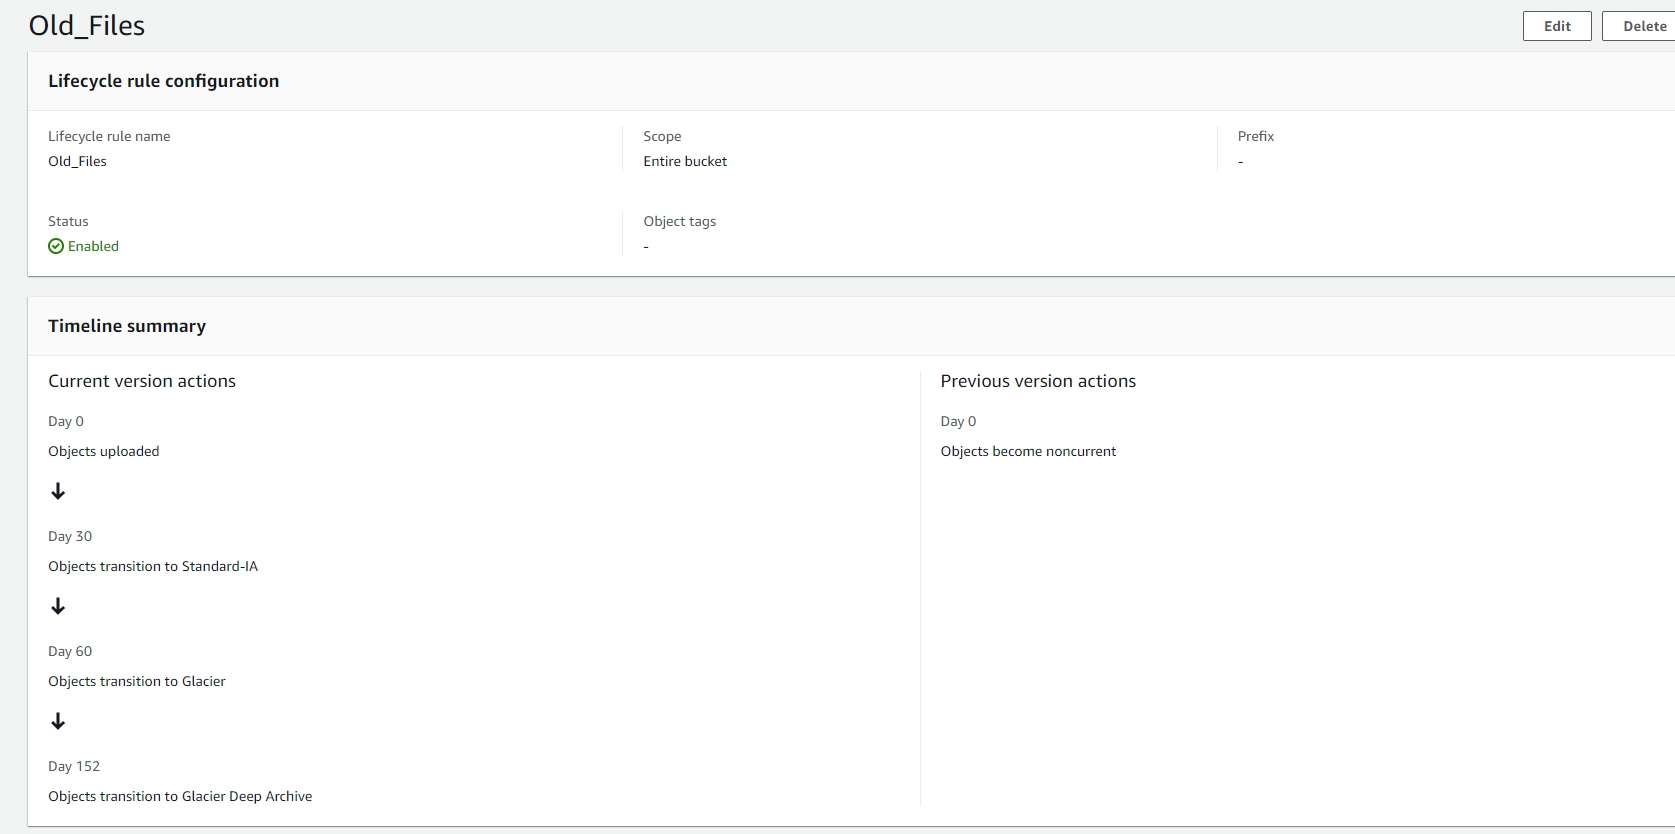 Old_Files
Edit
Delete
Lifecycle rule configuration
Lifecycle rule name
Old_Files
Scope
Entire bucket
Prefix
-
Status
Enabled
Object tags
-
Timeline summary
Current version actions
Day 0
Objects uploaded
Day 30
Objects transition to Standard-IA
Day 60
Objects transition to Glacier
Day 152
Objects transition to Glacier Deep Archive
Previous version actions
Day 0
Objects become noncurrent